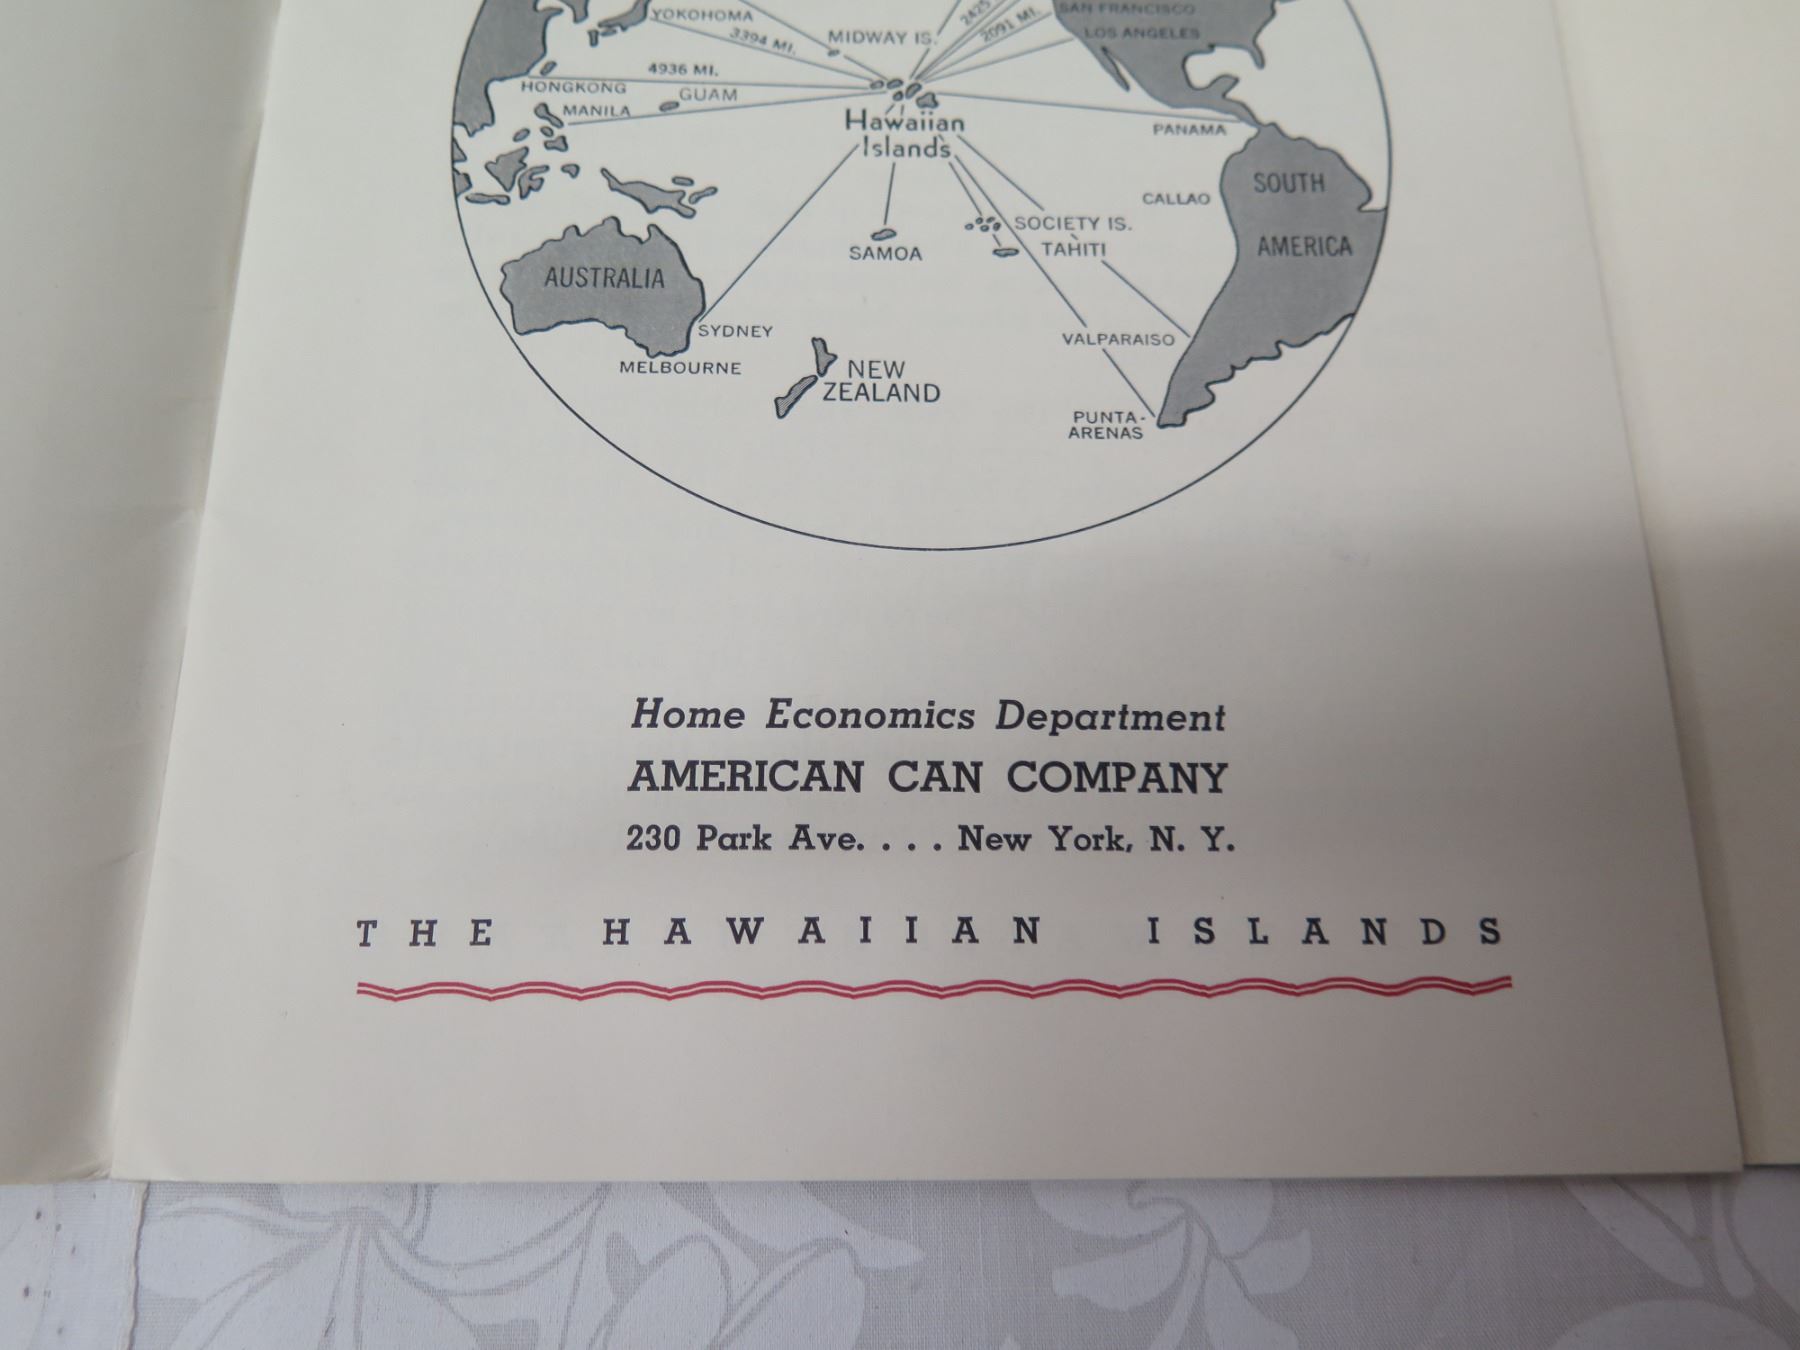 YOKOHOMA
3394 MI.
MIDWAY IS.
2425
2091 MI.
SAN FRANCISCO
LOS ANGELES
4936 MI.
HONGKONG
GUAM
MANILA
Hawaiian
Islands
PANAMA
CALLAO
SOUTH
AMERICA
SOCIETY IS.
TAHITI
SAMOA
AUSTRALIA
SYDNEY
MELBOURNE
NEW
ZEALAND
VALPARAISO
PUNTA-
ARENAS
Home Economics Department
AMERICAN CAN COMPANY
230 Park Ave. . . . New York, N. Y.
THE HAWAIIAN ISLANDS